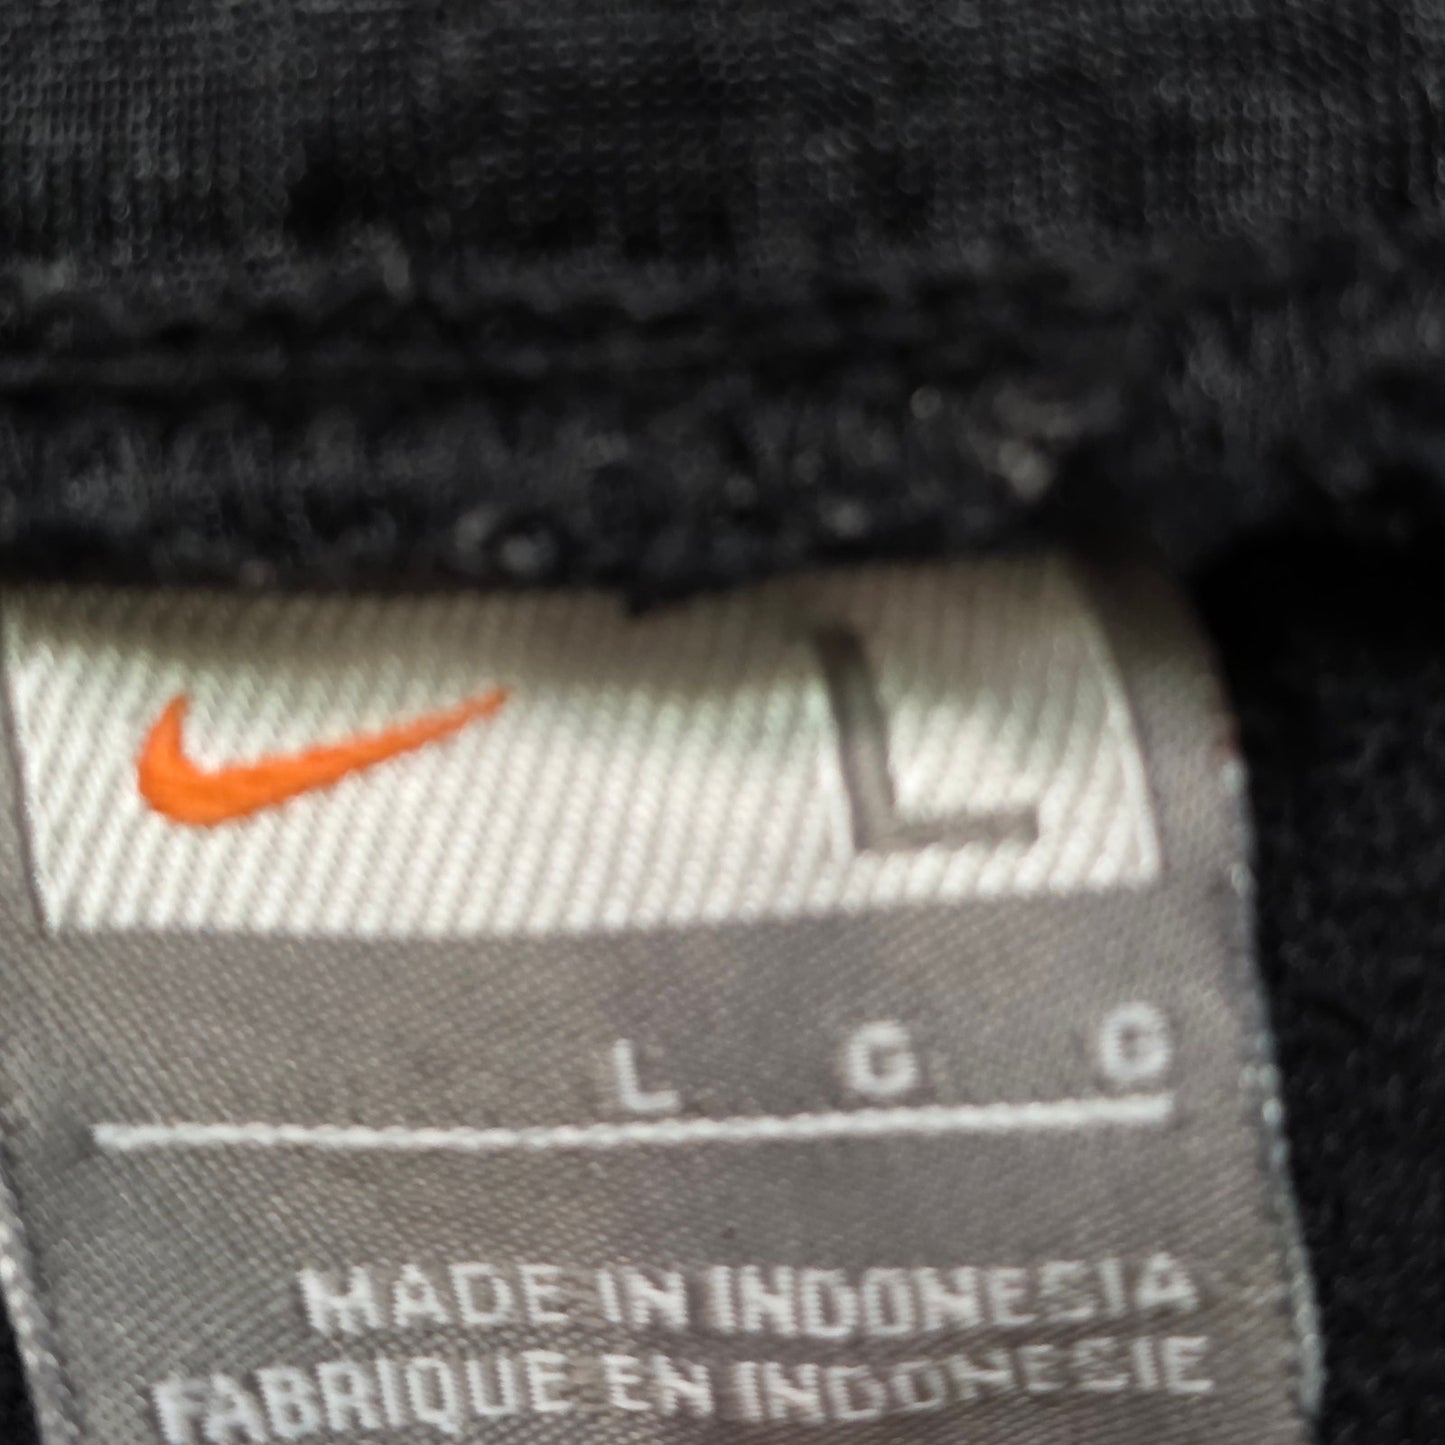 L
L G G
MADE IN INDONESIA
FABRIQUE EN INDONESIE